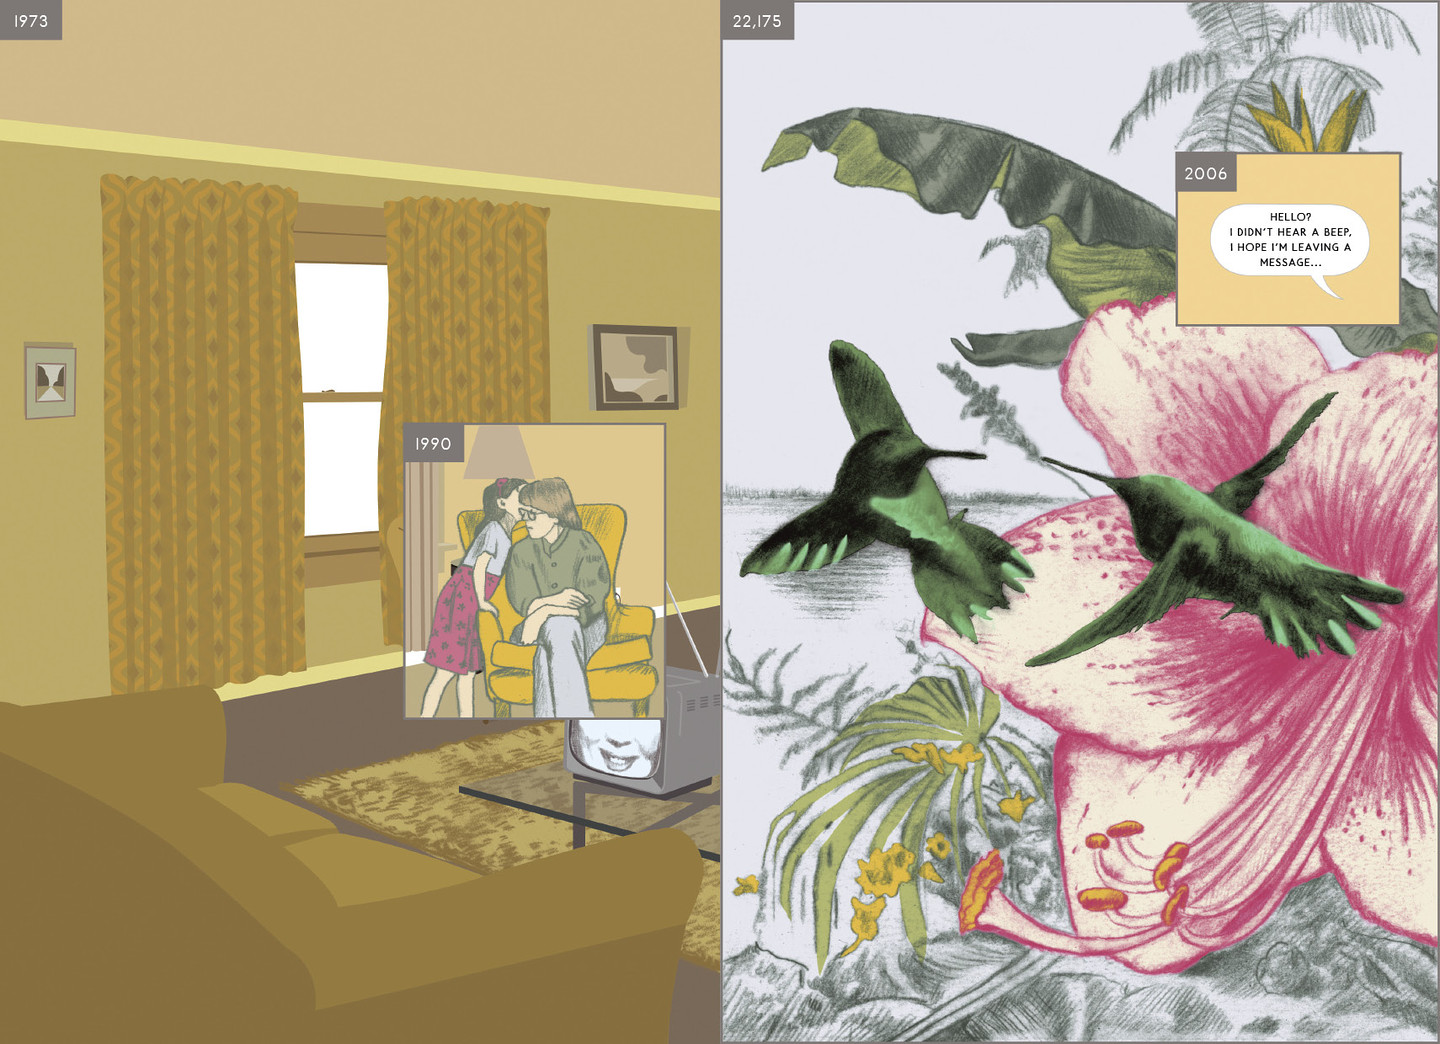 1973
1990
22,175
2006
HELLO?
I DIDN'T HEAR A BEEP,
I HOPE I'M LEAVING A
MESSAGE...